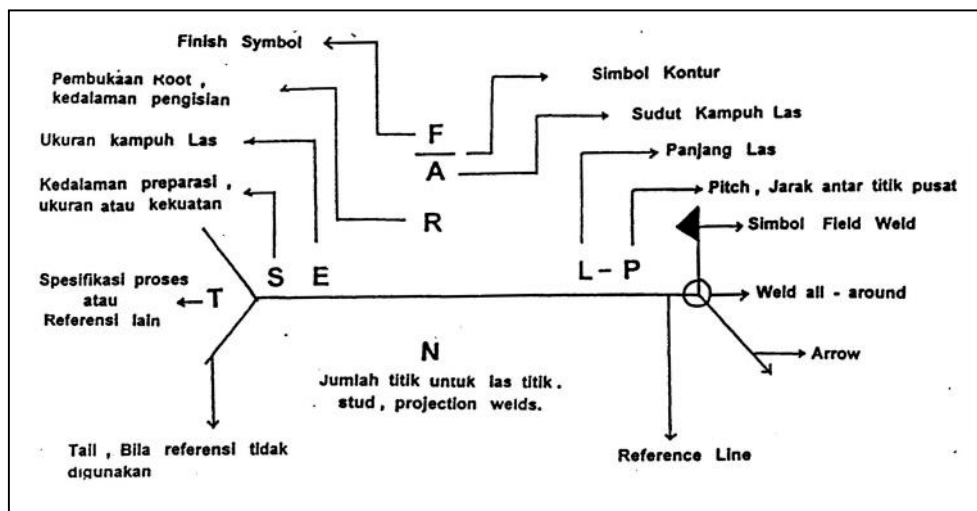 Finish Symbol
Simbol Kontur
Pembukaan Root ,
kedalaman pengisian
Sudut Kampuh Las
F
A
Ukuran kampuh Las
Panjang Las
Kedalaman preparasi ,
ukuran atau kekuatan
R
Pitch , Jarak antar titik pusat
Simbol Field Weld
S E
L - P
Spesifikasi proses
atau
Referensi lain
T
Weld all - around
N
Jumlah titik untuk las titik .
stud , projection welds.
Arrow
Tail , Bila referensi tidak
digunakan
Reference Line